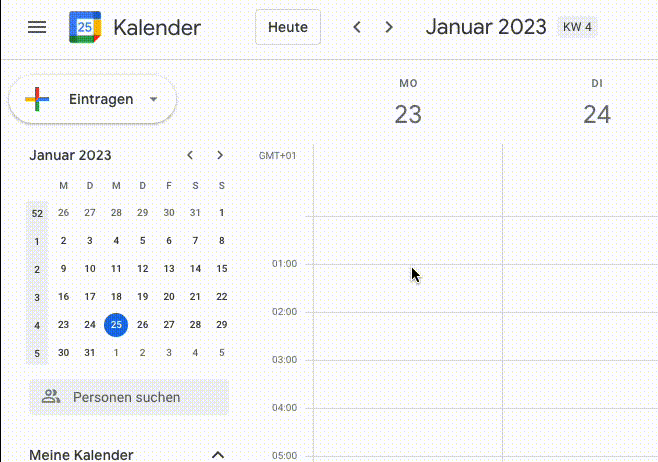 25 Kalender Heute Januar 2023 KW 4
Eintragen
MO DI
23 24
Januar 2023
GMT+01
M D M D F S S
52 26 27 28 29 30 31 1
1 2 3 4 5 6 7 8
2 9 10 11 12 13 14 15
3 16 17 18 19 20 21 22
4 23 24 25 26 27 28 29
5 30 31 1 2 3 4 5
Personen suchen
Meine Kalender
01:00
02:00
03:00
04:00
05:00